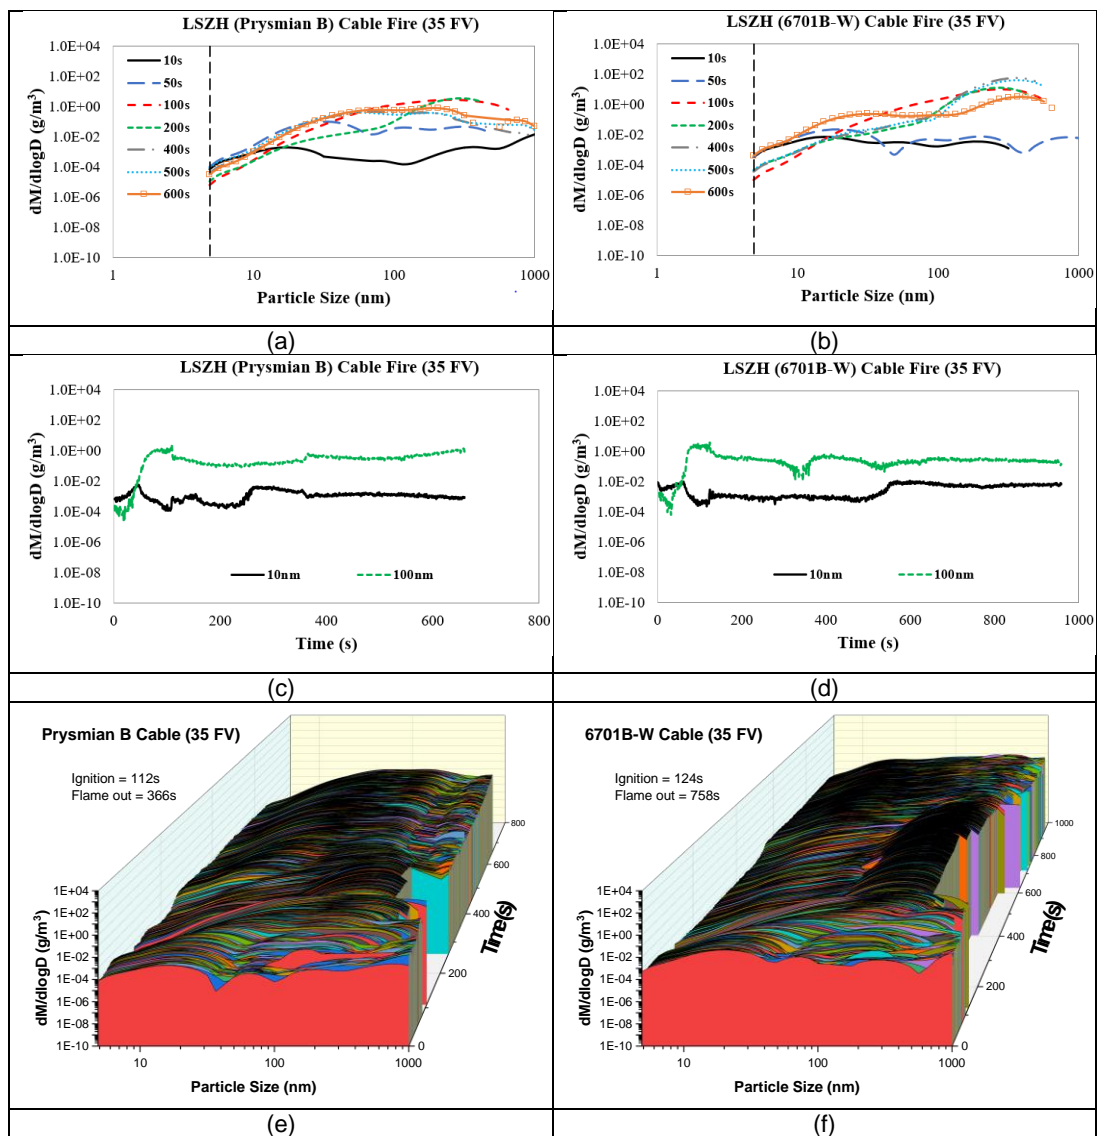 LSZH (Prysmian B) Cable Fire (35 FV)
dM/dlogD (g/m³)
1.0E+04
1.0E+02
1.0E+00
1.0E-02
1.0E-04
1.0E-06
1.0E-08
1.0E-10
10s
50s
100s
200s
400s
500s
600s
1 10 100 1000
Particle Size (nm)
(a)
LSZH (6701B-W) Cable Fire (35 FV)
dM/dlogD (g/m³)
1.0E+04
1.0E+02
1.0E+00
1.0E-02
1.0E-04
1.0E-06
1.0E-08
1.0E-10
10s
50s
100s
200s
400s
500s
600s
1 10 100 1000
Particle Size (nm)
(b)
LSZH (Prysmian B) Cable Fire (35 FV)
dM/dlogD (g/m³)
1.0E+04
1.0E+02
1.0E+00
1.0E-02
1.0E-04
1.0E-06
1.0E-08
1.0E-10
10nm 100nm
0 200 400 600 800
Time (s)
(c)
LSZH (6701B-W) Cable Fire (35 FV)
dM/dlogD (g/m³)
1.0E+04
1.0E+02
1.0E+00
1.0E-02
1.0E-04
1.0E-06
1.0E-08
1.0E-10
10nm 100nm
0 200 400 600 800 1000
Time (s)
(d)
Prysmian B Cable (35 FV)
Ignition = 112s
Flame out = 366s
dM/dlogD (g/m³)
1E+04
1E+02
1E+00
1E-02
1E-04
1E-06
1E-08
1E-10
10 100 1000
Particle Size (nm)
0
200
400
600
800
Time(s)
(e)
6701B-W Cable (35 FV)
Ignition = 124s
Flame out = 758s
dM/dlogD (g/m³)
1E+04
1E+02
1E+00
1E-02
1E-04
1E-06
1E-08
1E-10
10 100 1000
Particle Size (nm)
0
200
400
600
800
1000
Time(s)
(f)